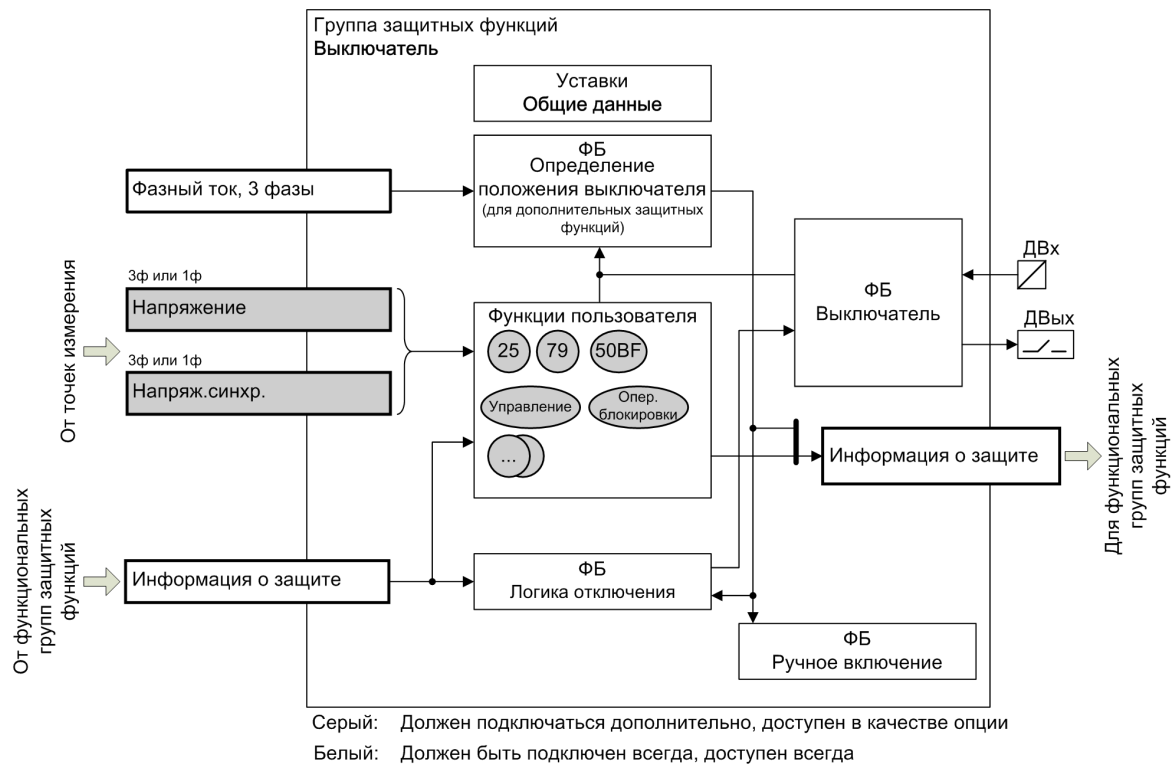 Группа защитных функций
Выключатель
Уставки
Общие данные
ФБ
Определение
положения выключателя
(для дополнительных защитных
функций)
Фазный ток, 3 фазы
От точек измерения
3ф или 1ф
Напряжение
3ф или 1ф
Напряж.синхр.
Функции пользователя
25
79
50BF
Управление
Опер.
блокировки
...
ФБ
Выключатель
ДВх
ДВых
Информация о защите
Для функциональных
групп защитных
функций
От функциональных
групп защитных
функций
Информация о защите
ФБ
Логика отключения
ФБ
Ручное включение
Серый: Должен подключаться дополнительно, доступен в качестве опции
Белый: Должен быть подключен всегда, доступен всегда